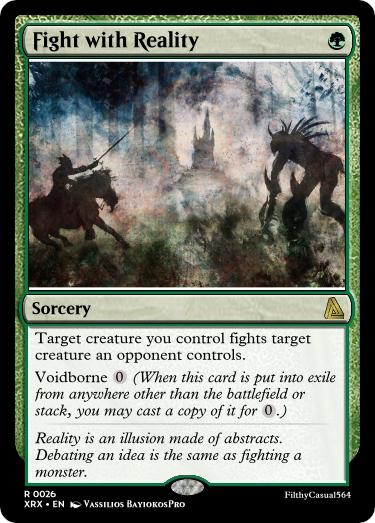 Fight with Reality
Sorcery
Target creature you control fights target
creature an opponent controls.
Voidborne 0 (When this card is put into exile
from anywhere other than the battlefield or
stack, you may cast a copy of it for 0.)
Reality is an illusion made of abstracts.
Debating an idea is the same as fighting a
monster.
R 0026
XRX • EN Vassilios BayiokosPro
FilthyCasual564